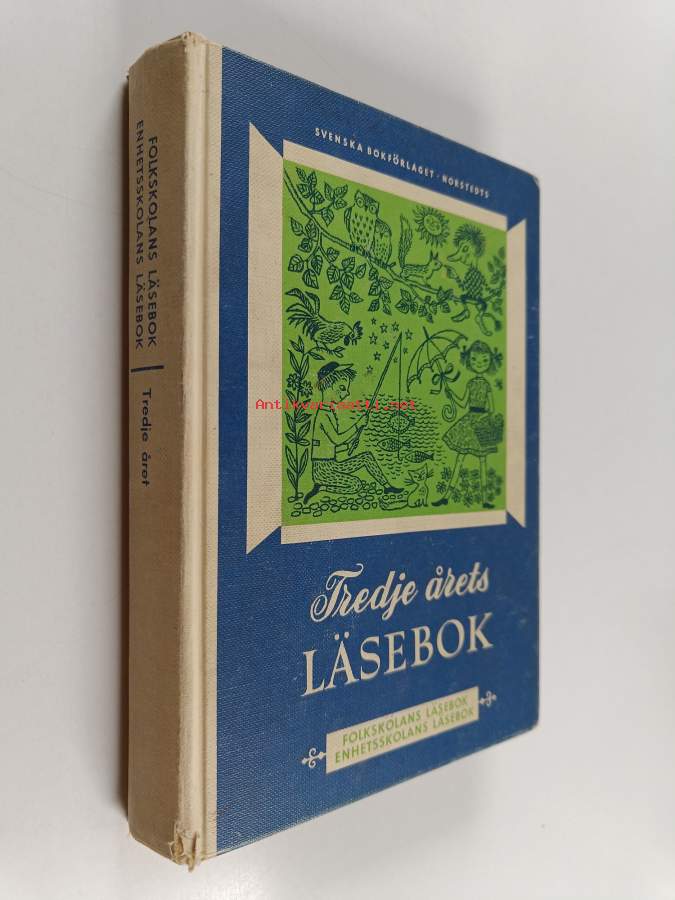 FOLKSKOLANS LÄSEBOK
ENHETSSKOLANS LÄSEBOK
Tredje året
SVENSKA BOKFÖRLAGET · NORSTEDTS
Antikvariaatti.net
Tredje årets
LÄSEBOK
FOLKSKOLANS LÄSEBOK
ENHETSSKOLANS LÄSEBOK